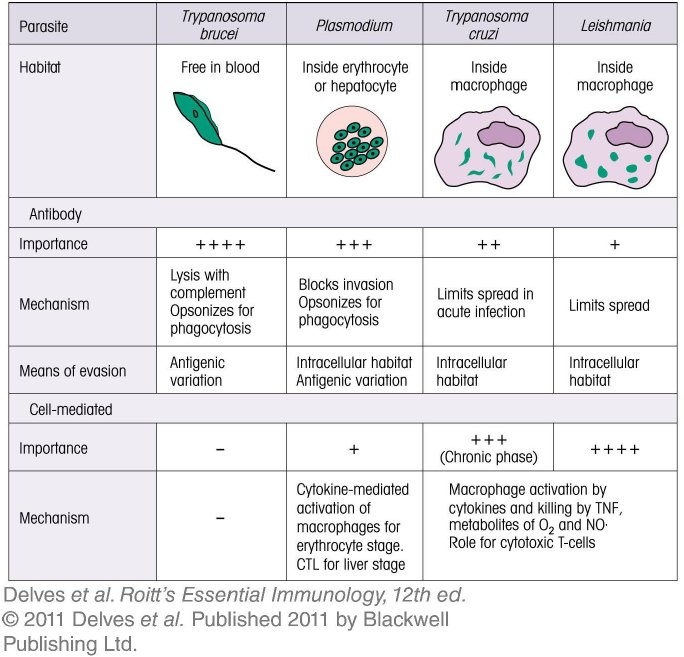 Parasite
Trypanosoma
brucei
Plasmodium
Trypanosoma
cruzi
Leishmania
Habitat
Free in blood
Inside erythrocyte
or hepatocyte
Inside
macrophage
Inside
macrophage
Antibody
Importance
++++
+++
++
+
Mechanism
Lysis with
complement
Opsonizes for
phagocytosis
Blocks invasion
Opsonizes for
phagocytosis
Limits spread in
acute infection
Limits spread
Means of evasion
Antigenic
variation
Intracellular habitat
Antigenic variation
Intracellular
habitat
Intracellular
habitat
Cell-mediated
Importance
–
+
+++
(Chronic phase)
++++
Mechanism
–
Cytokine-mediated
activation of
macrophages for
erythrocyte stage.
CTL for liver stage
Macrophage activation by
cytokines and killing by TNF,
metabolites of O₂ and NO·
Role for cytotoxic T-cells
Delves et al. Roitt's Essential Immunology, 12th ed.
© 2011 Delves et al. Published 2011 by Blackwell
Publishing Ltd.